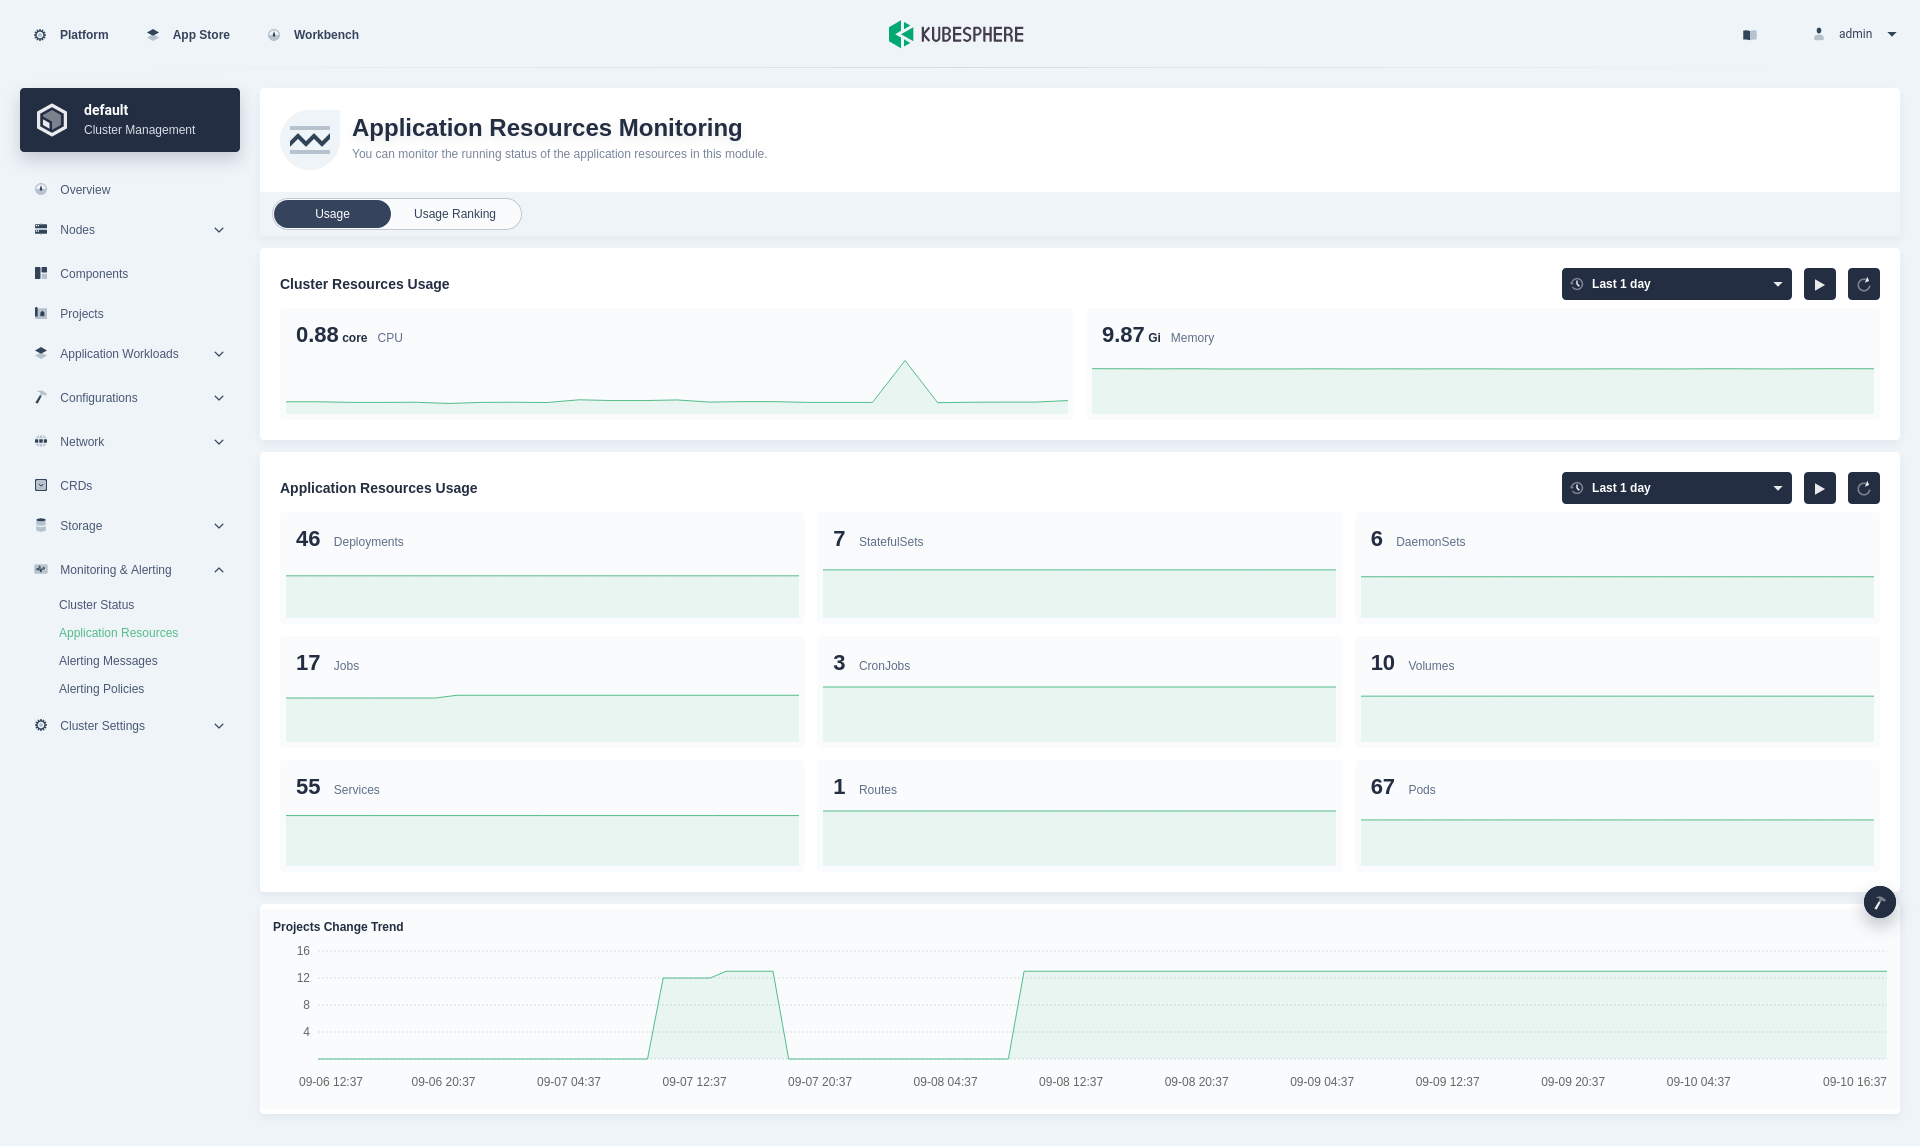 Platform
App Store
Workbench
KUBESPHERE
admin
default
Cluster Management
Overview
Nodes
Components
Projects
Application Workloads
Configurations
Network
CRDs
Storage
Monitoring & Alerting
Cluster Status
Application Resources
Alerting Messages
Alerting Policies
Cluster Settings
Application Resources Monitoring
You can monitor the running status of the application resources in this module.
Usage
Usage Ranking
Cluster Resources Usage
Last 1 day
0.88 core CPU
9.87 Gi Memory
Application Resources Usage
Last 1 day
46 Deployments
7 StatefulSets
6 DaemonSets
17 Jobs
3 CronJobs
10 Volumes
55 Services
1 Routes
67 Pods
Projects Change Trend
16
12
8
4
09-06 12:37
09-06 20:37
09-07 04:37
09-07 12:37
09-07 20:37
09-08 04:37
09-08 12:37
09-08 20:37
09-09 04:37
09-09 12:37
09-09 20:37
09-10 04:37
09-10 16:37